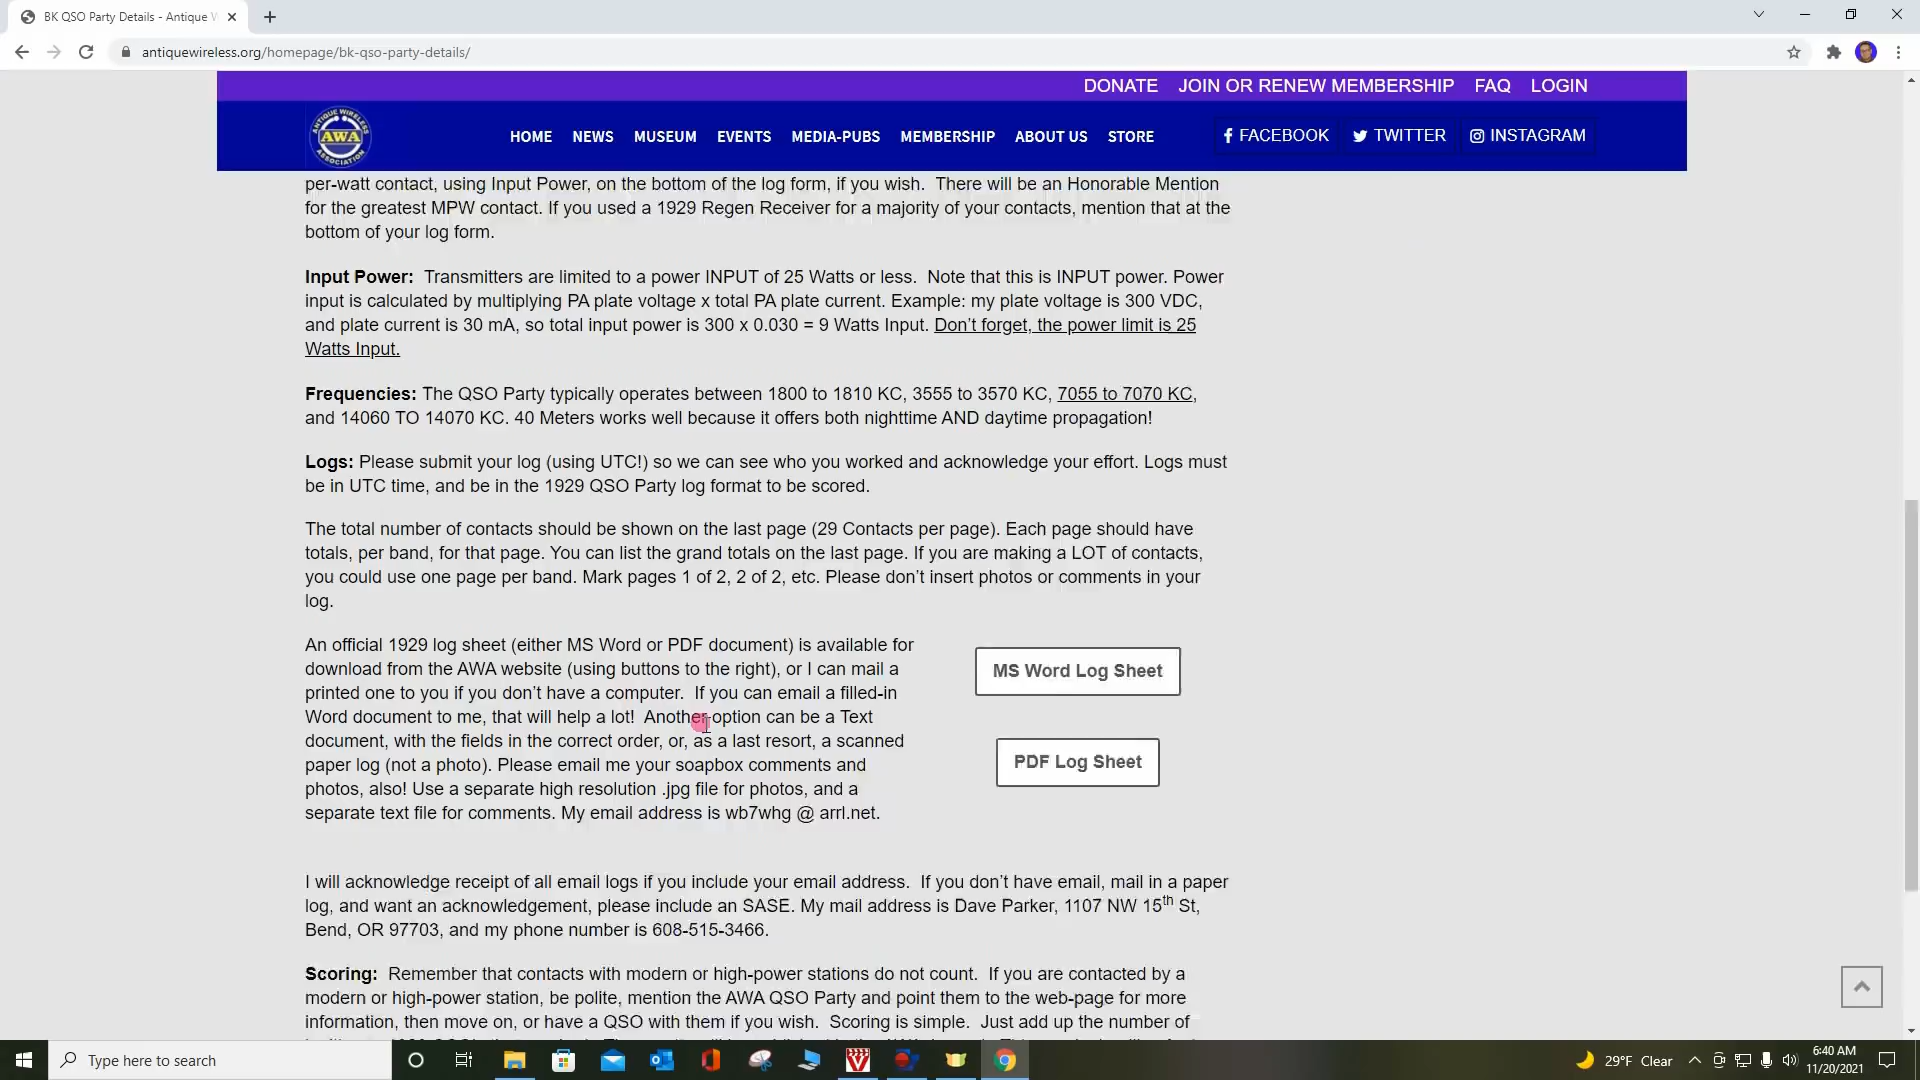 BK QSO Party Details - Antique W
antiquewireless.org/homepage/bk-qso-party-details/
DONATE JOIN OR RENEW MEMBERSHIP FAQ LOGIN
ANTIQUE WIRELESS
AWA
ASSOCIATION
HOME NEWS MUSEUM EVENTS MEDIA-PUBS MEMBERSHIP ABOUT US STORE FACEBOOK TWITTER INSTAGRAM
per-watt contact, using Input Power, on the bottom of the log form, if you wish. There will be an Honorable Mention
for the greatest MPW contact. If you used a 1929 Regen Receiver for a majority of your contacts, mention that at the
bottom of your log form.
Input Power: Transmitters are limited to a power INPUT of 25 Watts or less. Note that this is INPUT power. Power
input is calculated by multiplying PA plate voltage x total PA plate current. Example: my plate voltage is 300 VDC,
and plate current is 30 mA, so total input power is 300 x 0.030 = 9 Watts Input. Don't forget, the power limit is 25
Watts Input.
Frequencies: The QSO Party typically operates between 1800 to 1810 KC, 3555 to 3570 KC, 7055 to 7070 KC,
and 14060 TO 14070 KC. 40 Meters works well because it offers both nighttime AND daytime propagation!
Logs: Please submit your log (using UTC!) so we can see who you worked and acknowledge your effort. Logs must
be in UTC time, and be in the 1929 QSO Party log format to be scored.
The total number of contacts should be shown on the last page (29 Contacts per page). Each page should have
totals, per band, for that page. You can list the grand totals on the last page. If you are making a LOT of contacts,
you could use one page per band. Mark pages 1 of 2, 2 of 2, etc. Please don't insert photos or comments in your
log.
An official 1929 log sheet (either MS Word or PDF document) is available for
download from the AWA website (using buttons to the right), or I can mail a
printed one to you if you don't have a computer. If you can email a filled-in
Word document to me, that will help a lot! Another option can be a Text
document, with the fields in the correct order, or, as a last resort, a scanned
paper log (not a photo). Please email me your soapbox comments and
photos, also! Use a separate high resolution .jpg file for photos, and a
separate text file for comments. My email address is wb7whg @ arrl.net.
MS Word Log Sheet
PDF Log Sheet
I will acknowledge receipt of all email logs if you include your email address. If you don't have email, mail in a paper
log, and want an acknowledgement, please include an SASE. My mail address is Dave Parker, 1107 NW 15th St,
Bend, OR 97703, and my phone number is 608-515-3466.
Scoring: Remember that contacts with modern or high-power stations do not count. If you are contacted by a
modern or high-power station, be polite, mention the AWA QSO Party and point them to the web-page for more
information, then move on, or have a QSO with them if you wish. Scoring is simple. Just add up the number of
Type here to search
29°F Clear
6:40 AM
11/20/2021